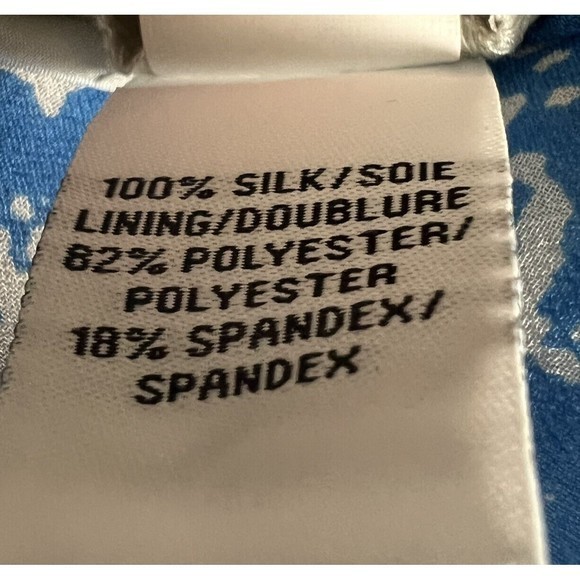 100% SILK/SOIE
LINING/DOUBLURE
82% POLYESTER/
POLYESTER
18% SPANDEX/
SPANDEX